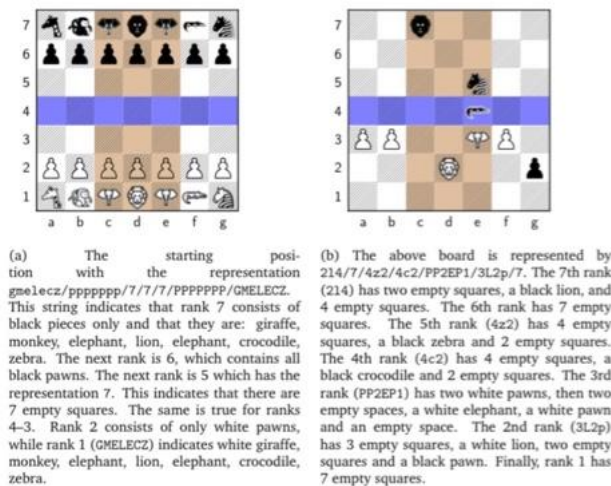 7
6
5
4
3
2
1
a b c d e f g
7
6
5
4
3
2
1
a b c d e f g
(a) The starting posi-
tion with the representation
gmelecz/ppppppp/7/7/7/PPPPPPP/GMELECZ.
This string indicates that rank 7 consists of
black pieces only and that they are: giraffe,
monkey, elephant, lion, elephant, crocodile,
zebra. The next rank is 6, which contains all
black pawns. The next rank is 5 which has the
representation 7. This indicates that there are
7 empty squares. The same is true for ranks
4–3. Rank 2 consists of only white pawns,
while rank 1 (GMELECZ) indicates white giraffe,
monkey, elephant, lion, elephant, crocodile,
zebra.
(b) The above board is represented by
2l4/7/4z2/4c2/PP2EP1/3L2p/7. The 7th rank
(2l4) has two empty squares, a black lion, and
4 empty squares. The 6th rank has 7 empty
squares. The 5th rank (4z2) has 4 empty
squares, a black zebra and 2 empty squares.
The 4th rank (4c2) has 4 empty squares, a
black crocodile and 2 empty squares. The 3rd
rank (PP2EP1) has two white pawns, then two
empty spaces, a white elephant, a white pawn
and an empty space. The 2nd rank (3L2p)
has 3 empty squares, a white lion, two empty
squares and a black pawn. Finally, rank 1 has
7 empty squares.